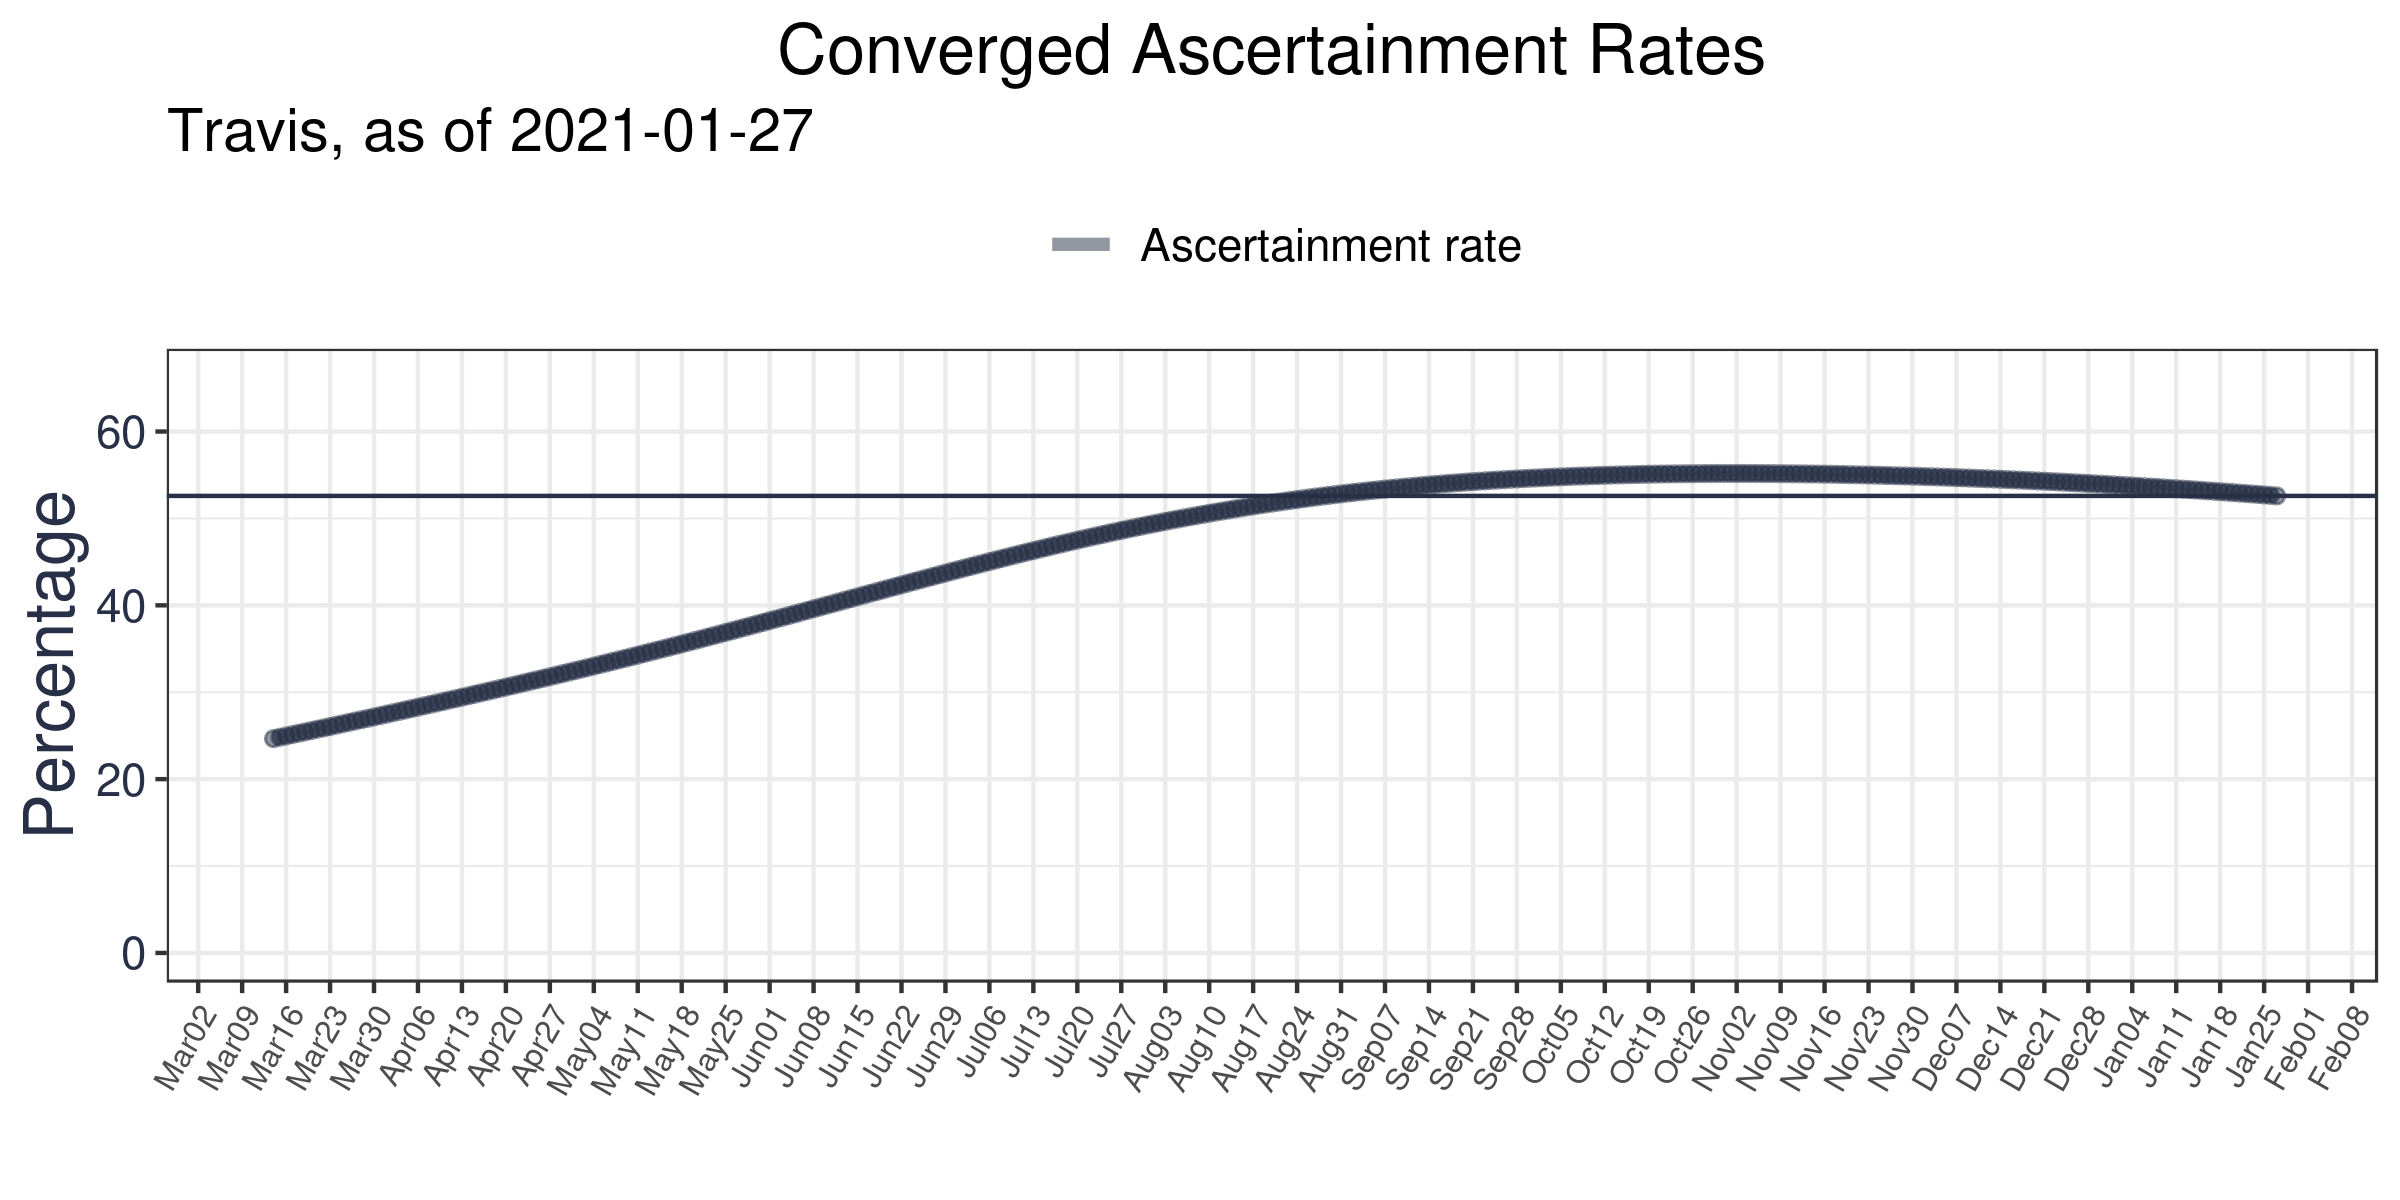 Converged Ascertainment Rates
Travis, as of 2021-01-27
Ascertainment rate
Percentage
60
40
20
0
Mar02 Mar09 Mar16 Mar23 Mar30 Apr06 Apr13 Apr20 Apr27 May04 May11 May18 May25 Jun01 Jun08 Jun15 Jun22 Jun29 Jul06 Jul13 Jul20 Jul27 Aug03 Aug10 Aug17 Aug24 Aug31 Sep07 Sep14 Sep21 Sep28 Oct05 Oct12 Oct19 Oct26 Nov02 Nov09 Nov16 Nov23 Nov30 Dec07 Dec14 Dec21 Dec28 Jan04 Jan11 Jan18 Jan25 Feb01 Feb08